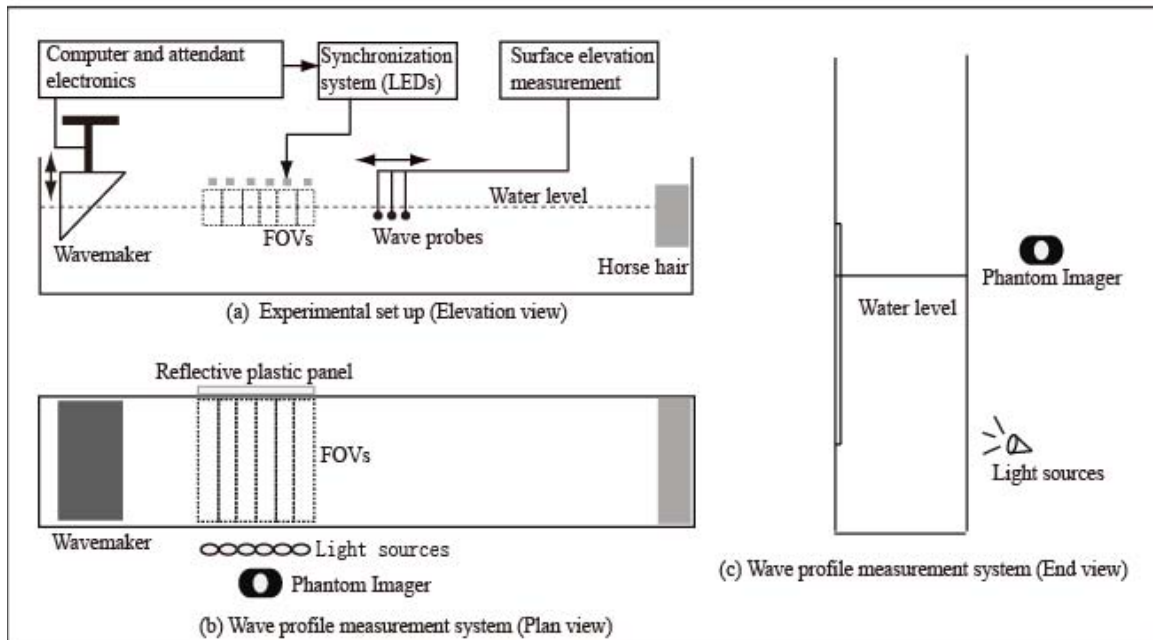 Computer and attendant
electronics
Synchronization
system (LEDs)
Surface elevation
measurement
Water level
FOVs
Wave probes
Wavemaker
Horse hair
(a) Experimental set up (Elevation view)
Reflective plastic panel
FOVs
Wavemaker
Light sources
Phantom Imager
(b) Wave profile measurement system (Plan view)
Phantom Imager
Water level
Light sources
(c) Wave profile measurement system (End view)